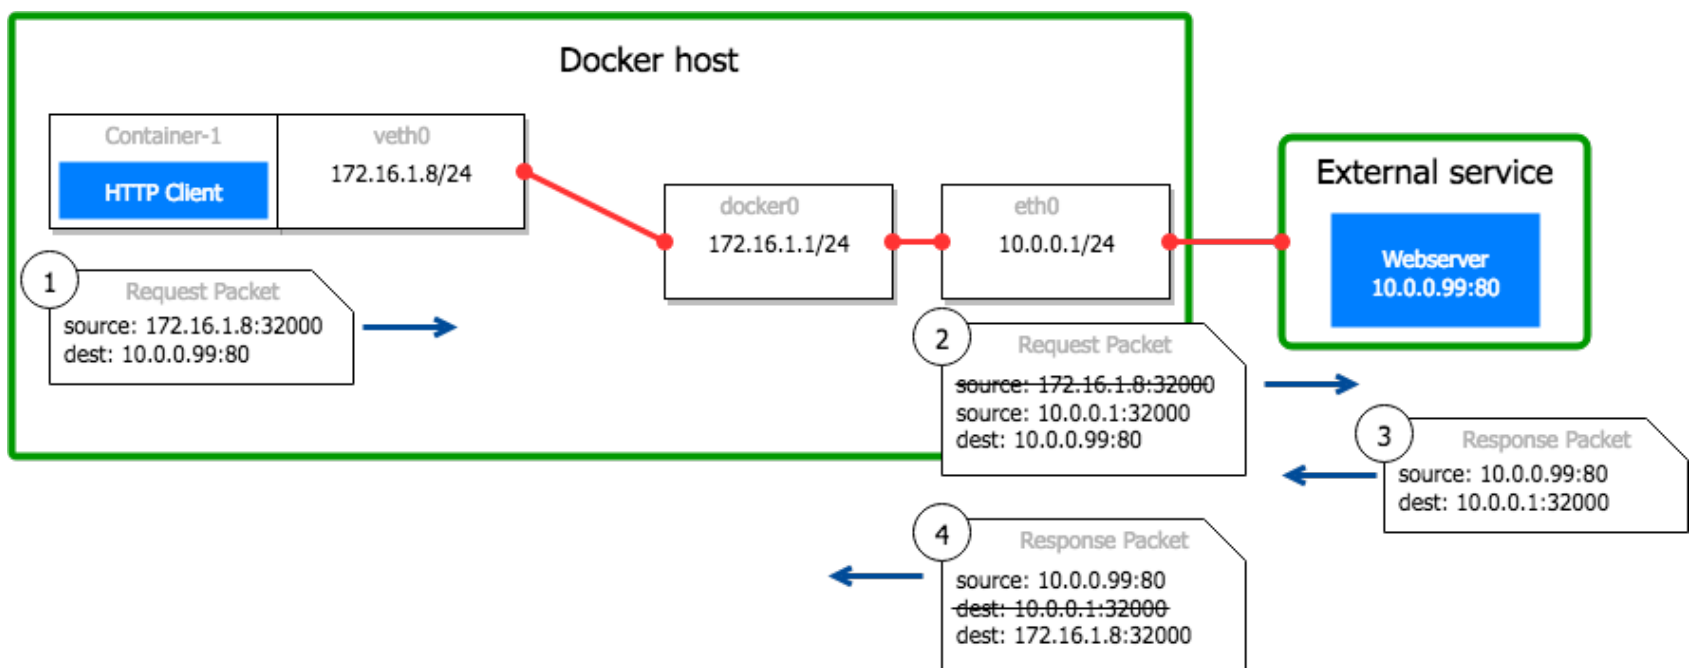 Docker host
Container-1
HTTP Client
veth0
172.16.1.8/24
docker0
172.16.1.1/24
eth0
10.0.0.1/24
External service
Webserver
10.0.0.99:80
1
Request Packet
source: 172.16.1.8:32000
dest: 10.0.0.99:80
2
Request Packet
source: 172.16.1.8:32000
source: 10.0.0.1:32000
dest: 10.0.0.99:80
3
Response Packet
source: 10.0.0.99:80
dest: 10.0.0.1:32000
4
Response Packet
source: 10.0.0.99:80
dest: 10.0.0.1:32000
dest: 172.16.1.8:32000